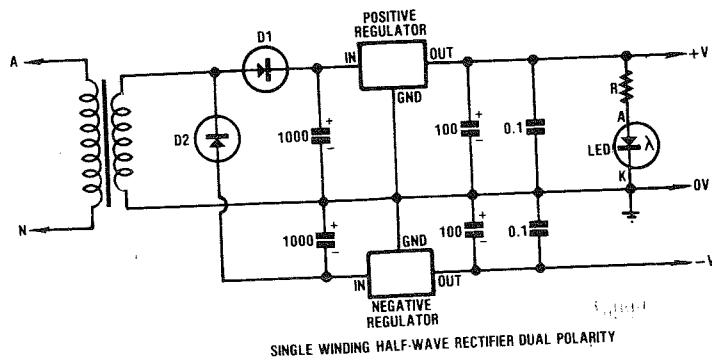 POSITIVE
REGULATOR
D1
A
IN
OUT
+V
GND
R
D2
1000
+
−
100
+
−
0.1
A
LED
λ
K
N
0V
1000
+
−
GND
100
+
−
0.1
IN
OUT
−V
NEGATIVE
REGULATOR
SINGLE WINDING HALF-WAVE RECTIFIER DUAL POLARITY